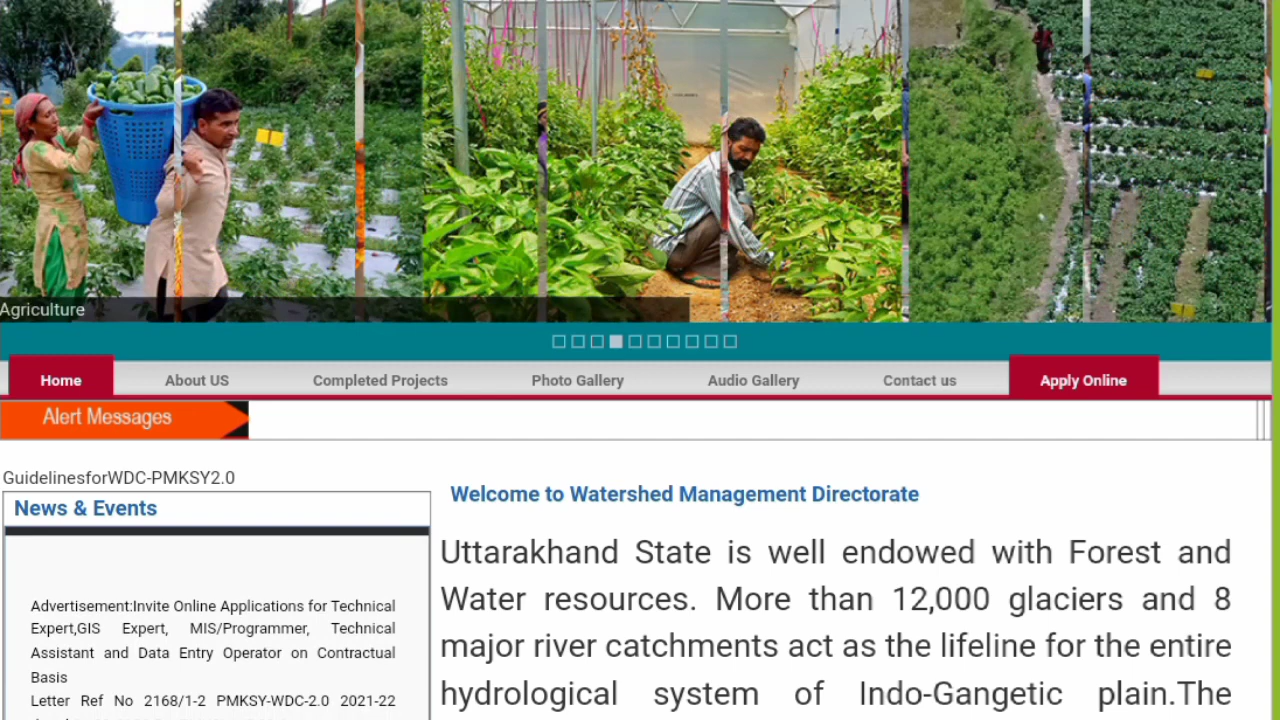 Agriculture
Home
About US
Completed Projects
Photo Gallery
Audio Gallery
Contact us
Apply Online
Alert Messages
GuidelinesforWDC-PMKSY2.0
News & Events
Advertisement:Invite Online Applications for Technical
Expert,GIS Expert, MIS/Programmer, Technical
Assistant and Data Entry Operator on Contractual
Basis
Letter Ref No 2168/1-2 PMKSY-WDC-2.0 2021-22
Welcome to Watershed Management Directorate
Uttarakhand State is well endowed with Forest and
Water resources. More than 12,000 glaciers and 8
major river catchments act as the lifeline for the entire
hydrological system of Indo-Gangetic plain.The